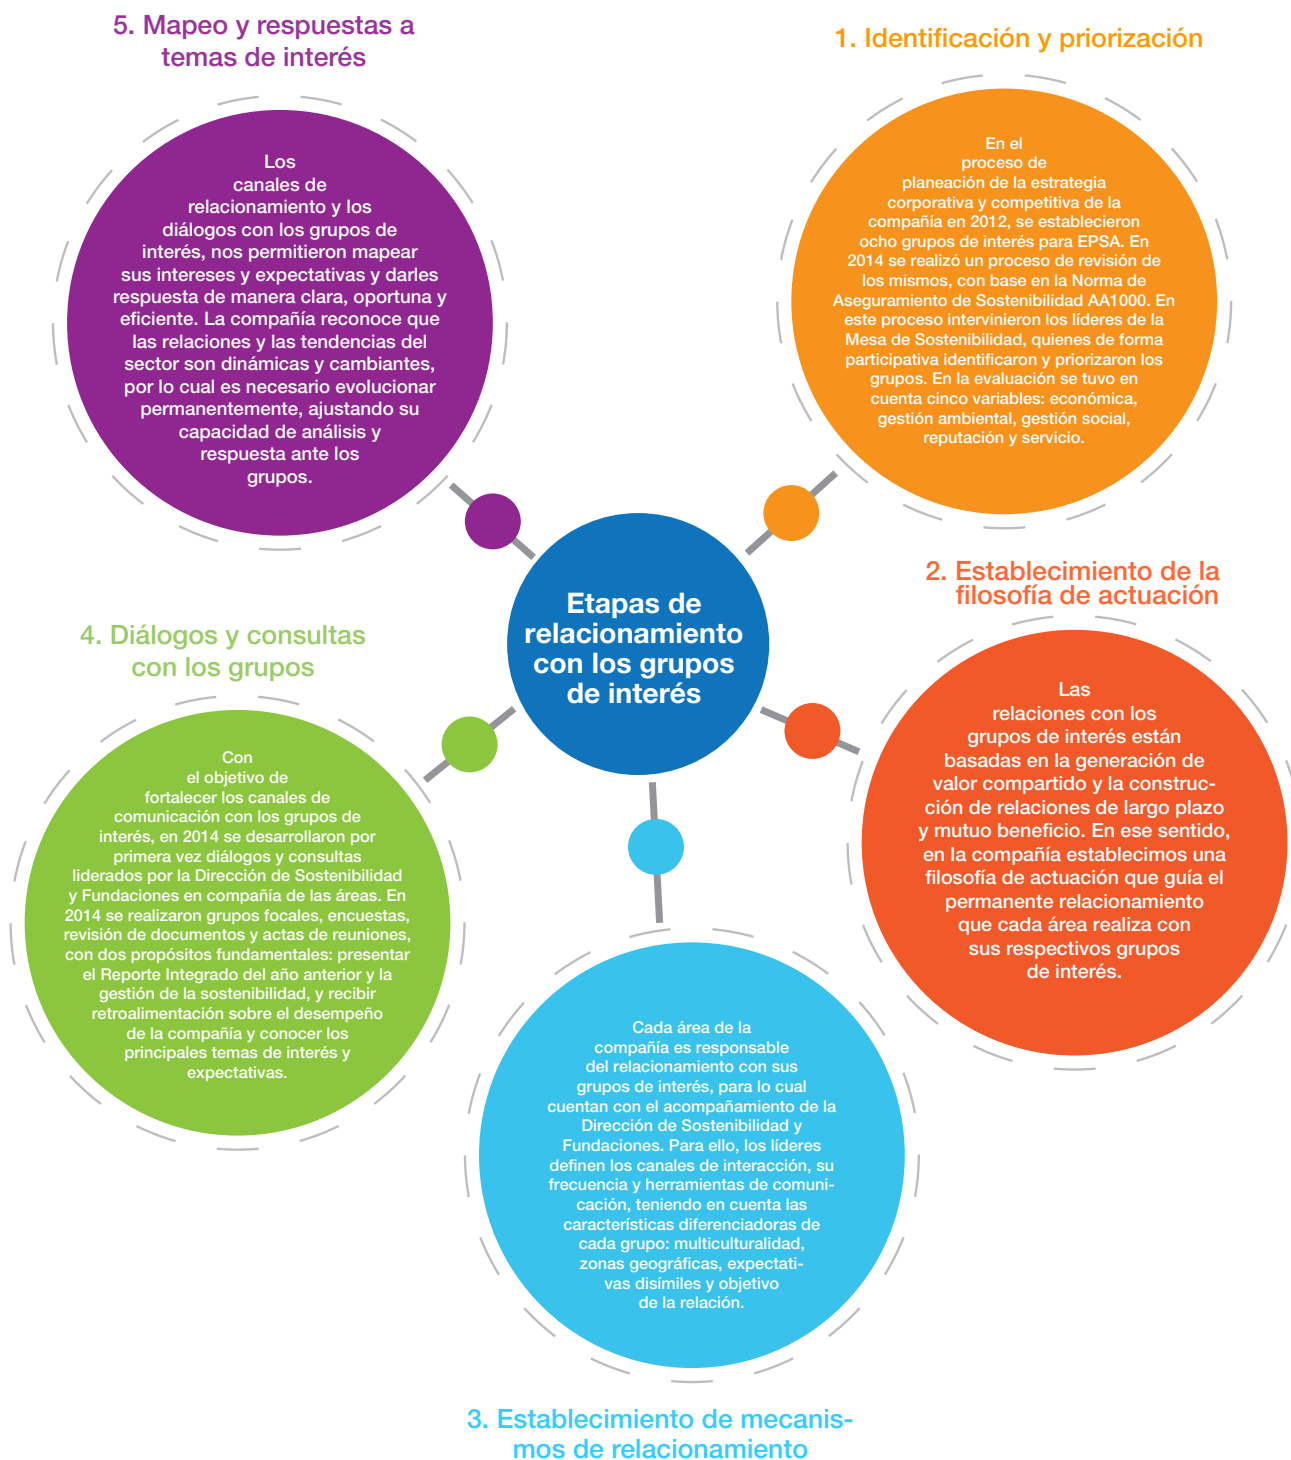 5. Mapeo y respuestas a
temas de interés
Los
canales de
relacionamiento y los
diálogos con los grupos de
interés, nos permitieron mapear
sus intereses y expectativas y darles
respuesta de manera clara, oportuna y
eficiente. La compañía reconoce que
las relaciones y las tendencias del
sector son dinámicas y cambiantes,
por lo cual es necesario evolucionar
permanentemente, ajustando su
capacidad de análisis y
respuesta ante los
grupos.
1. Identificación y priorización
En el
proceso de
planeación de la estrategia
corporativa y competitiva de la
compañía en 2012, se establecieron
ocho grupos de interés para EPSA. En
2014 se realizó un proceso de revisión de
los mismos, con base en la Norma de
Aseguramiento de Sostenibilidad AA1000. En
este proceso intervinieron los líderes de la
Mesa de Sostenibilidad, quienes de forma
participativa identificaron y priorizaron los
grupos. En la evaluación se tuvo en
cuenta cinco variables: económica,
gestión ambiental, gestión social,
reputación y servicio.
Etapas de
relacionamiento
con los grupos
de interés
2. Establecimiento de la
filosofía de actuación
Las
relaciones con los
grupos de interés están
basadas en la generación de
valor compartido y la construc-
ción de relaciones de largo plazo
y mutuo beneficio. En ese sentido,
en la compañía establecimos una
filosofía de actuación que guía el
permanente relacionamiento
que cada área realiza con
sus respectivos grupos
de interés.
4. Diálogos y consultas
con los grupos
Con
el objetivo de
fortalecer los canales de
comunicación con los grupos de
interés, en 2014 se desarrollaron por
primera vez diálogos y consultas
liderados por la Dirección de Sostenibilidad
y Fundaciones en compañía de las áreas. En
2014 se realizaron grupos focales, encuestas,
revisión de documentos y actas de reuniones,
con dos propósitos fundamentales: presentar
el Reporte Integrado del año anterior y la
gestión de la sostenibilidad, y recibir
retroalimentación sobre el desempeño
de la compañía y conocer los
principales temas de interés y
expectativas.
Cada área de la
compañía es responsable
del relacionamiento con sus
grupos de interés, para lo cual
cuentan con el acompañamiento de la
Dirección de Sostenibilidad y
Fundaciones. Para ello, los líderes
definen los canales de interacción, su
frecuencia y herramientas de comuni-
cación, teniendo en cuenta las
características diferenciadoras de
cada grupo: multiculturalidad,
zonas geográficas, expectati-
vas disímiles y objetivo
de la relación.
3. Establecimiento de mecanis-
mos de relacionamiento